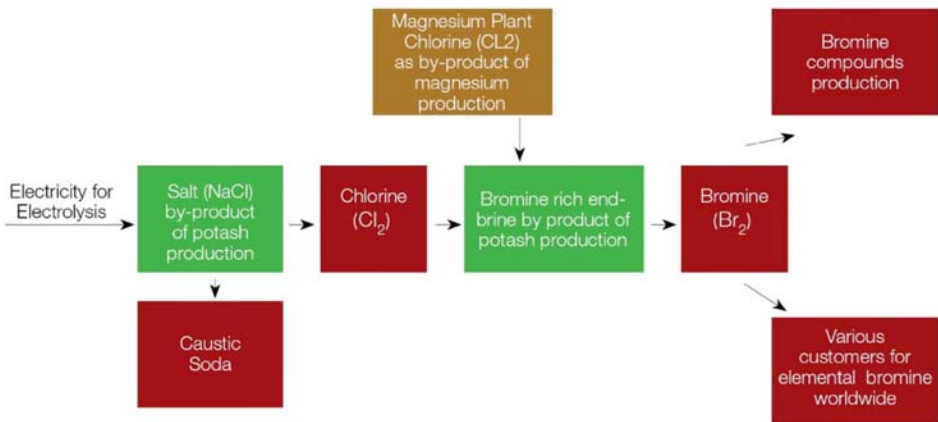 Magnesium Plant
Chlorine (CL2)
as by-product of
magnesium
production
Bromine
compounds
production
Electricity for
Electrolysis
Salt (NaCl)
by-product
of potash
production
Chlorine
(Cl2)
Bromine rich end-
brine by product of
potash production
Bromine
(Br2)
Caustic
Soda
Various
customers for
elemental bromine
worldwide